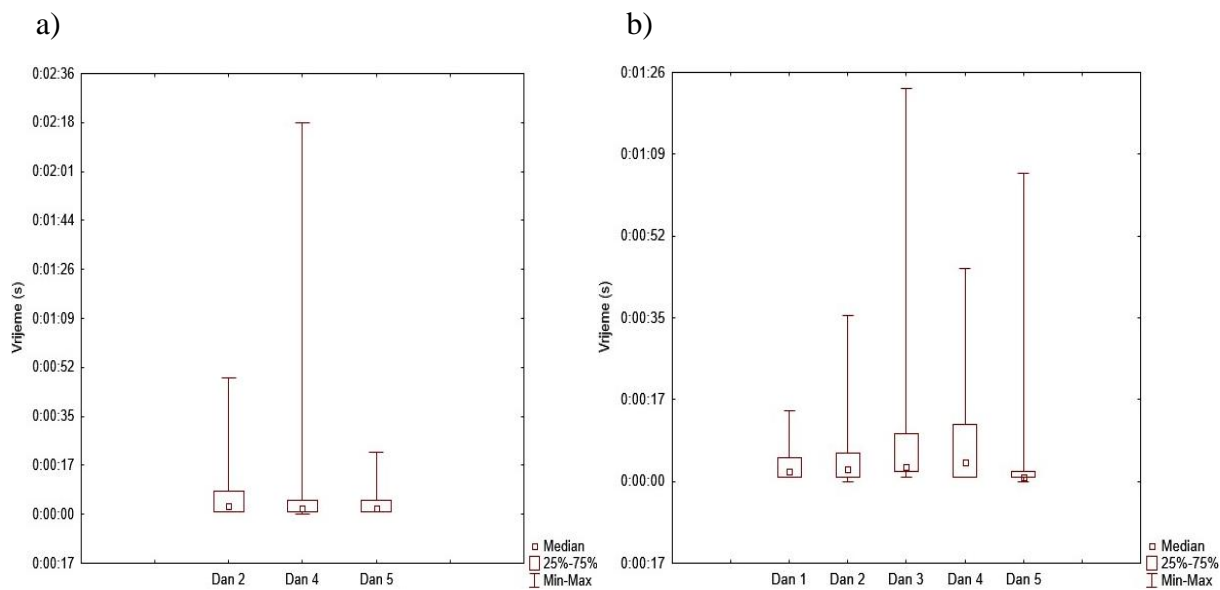 a)
0:02:36
0:02:18
0:02:01
0:01:44
0:01:26
0:01:09
0:00:52
0:00:35
0:00:17
0:00:00
0:00:17
Vrijeme (s)
Dan 2 Dan 4 Dan 5
Median
25%-75%
Min-Max
b)
0:01:26
0:01:09
0:00:52
0:00:35
0:00:17
0:00:00
0:00:17
Vrijeme (s)
Dan 1 Dan 2 Dan 3 Dan 4 Dan 5
Median
25%-75%
Min-Max